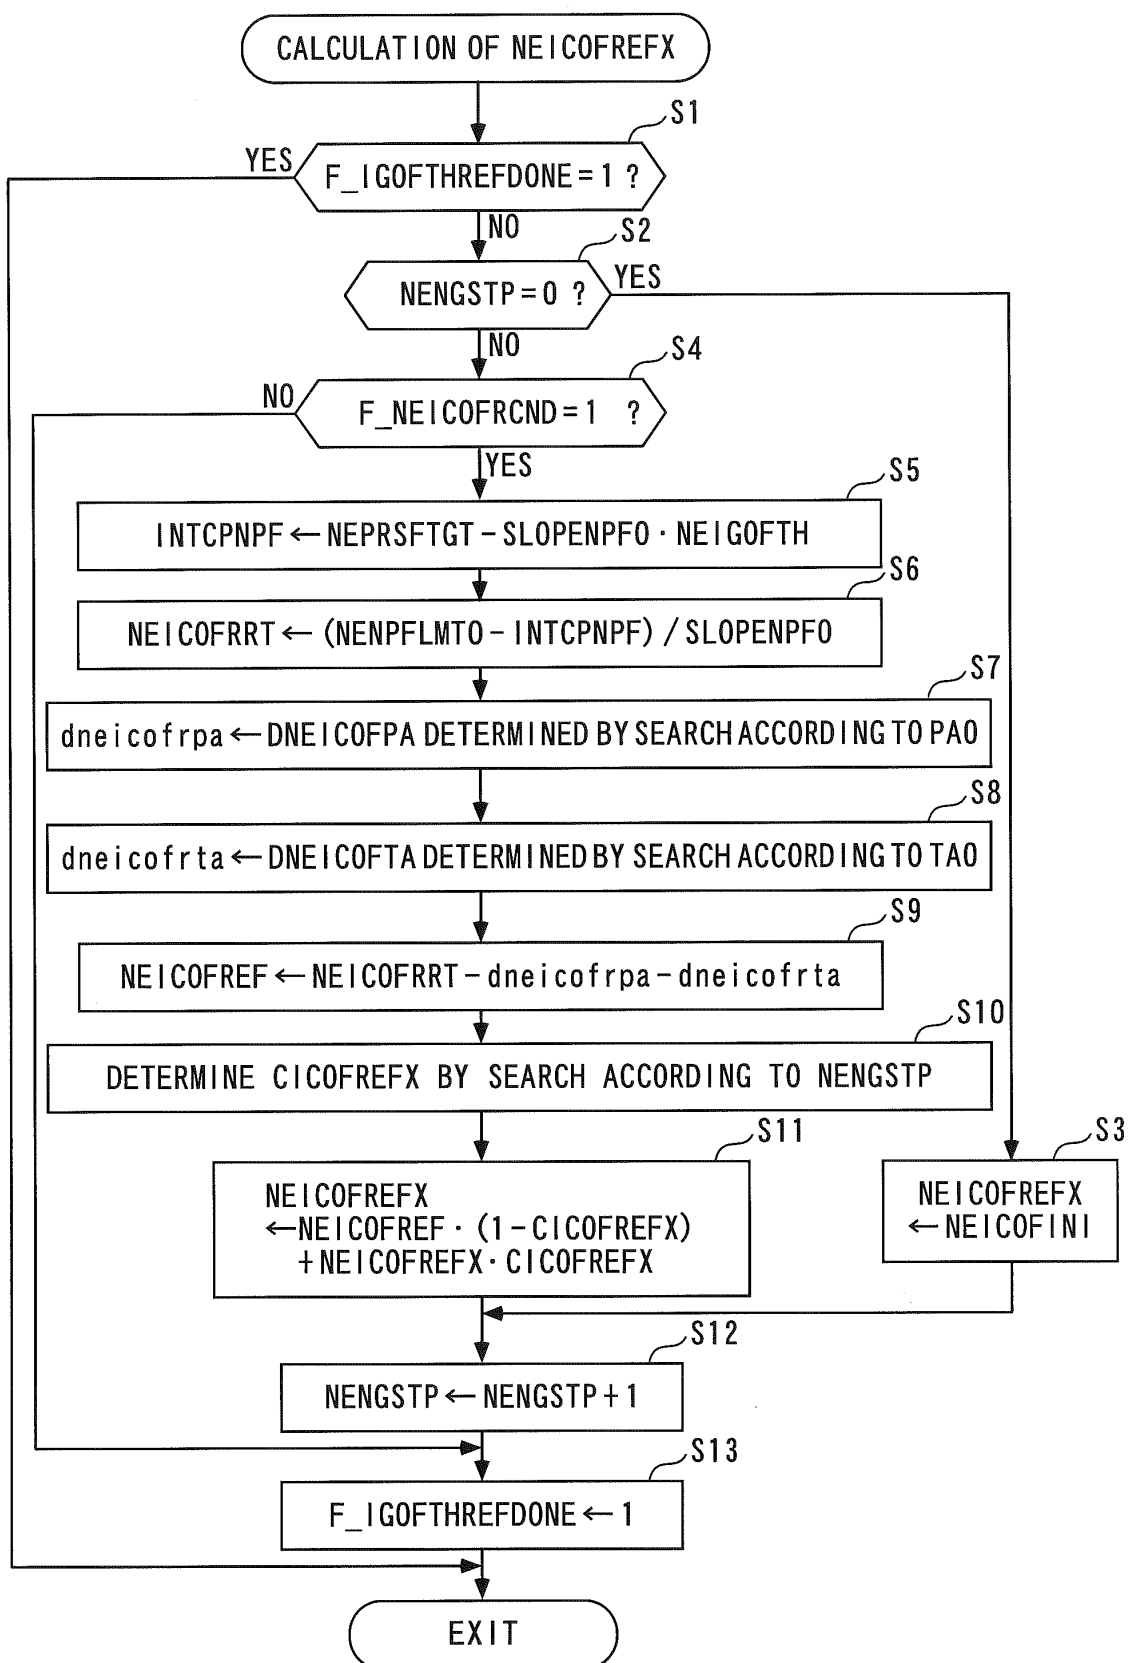 CALCULATION OF NEICOFREFX
S1
YES
F_IGOFTHREFDONE=1 ?
NO
S2
NENGSTP=0 ?
YES
NO
S4
NO
F_NEICOFRCND=1 ?
YES
S5
INTCPNPF←NEPRSFTGT-SLOPENPF0·NEIGOFTH
S6
NEICOFRRT←(NENPFLMT0-INTCPNPF)/SLOPENPF0
S7
dneicofrpa←DNEICOFPA DETERMINED BY SEARCH ACCORDING TO PA0
S8
dneicofrta←DNEICOFTA DETERMINED BY SEARCH ACCORDING TO TA0
S9
NEICOFREF←NEICOFRRT-dneicofrpa-dneicofrta
S10
DETERMINE CICOFREFX BY SEARCH ACCORDING TO NENGSTP
S11
NEICOFREFX
←NEICOFREF·(1-CICOFREFX)
+NEICOFREFX·CICOFREFX
S3
NEICOFREFX
←NEICOFINI
S12
NENGSTP←NENGSTP+1
S13
F_IGOFTHREFDONE←1
EXIT